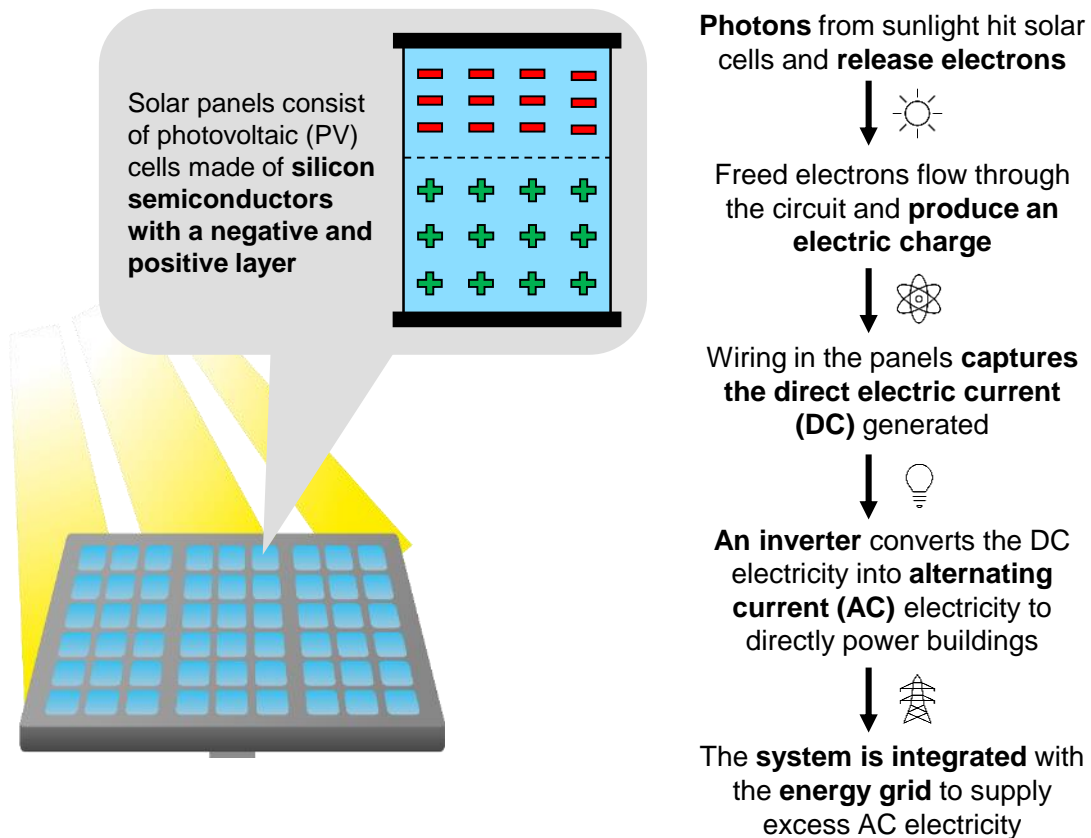 Solar panels consist
of photovoltaic (PV)
cells made of silicon
semiconductors
with a negative and
positive layer
Photons from sunlight hit solar
cells and release electrons
Freed electrons flow through
the circuit and produce an
electric charge
Wiring in the panels captures
the direct electric current
(DC) generated
An inverter converts the DC
electricity into alternating
current (AC) electricity to
directly power buildings
The system is integrated with
the energy grid to supply
excess AC electricity